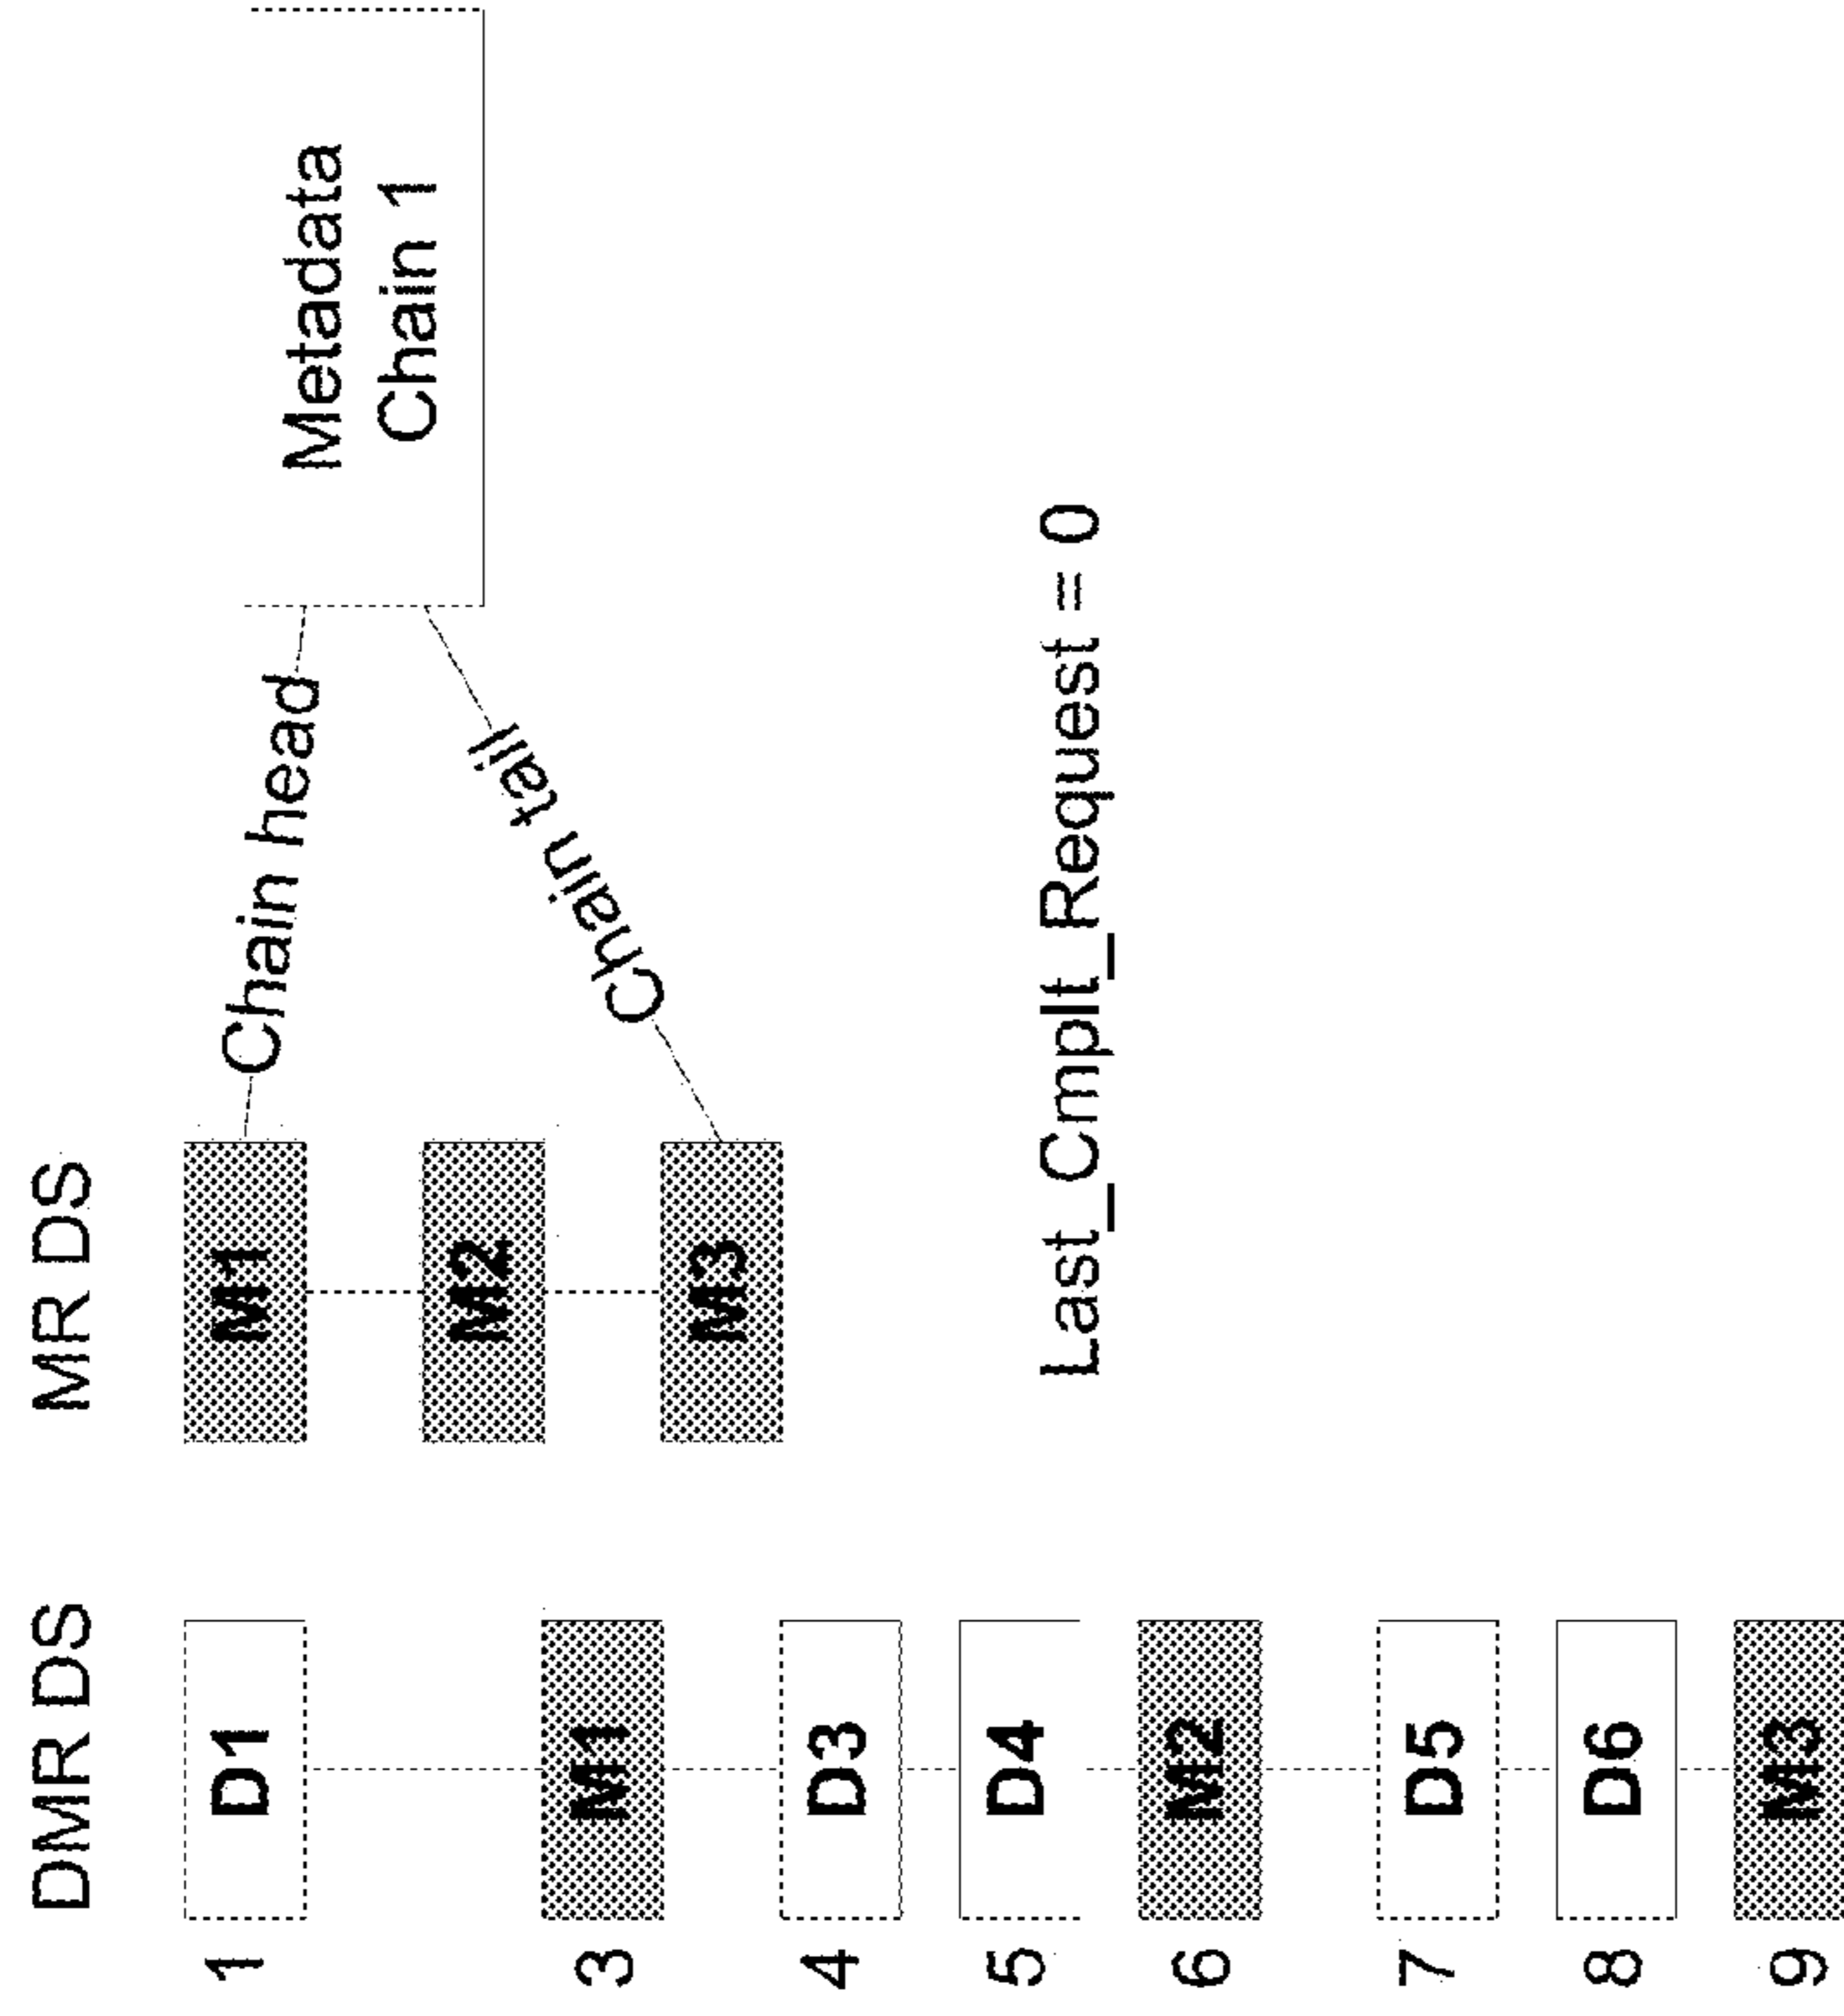 DMR DS
MR DS
1
D1
M1
Chain head
Metadata
Chain 1
M2
Chain tail
3
M1
M3
4
D3
5
D4
Last_Cmplt_Request = 0
6
M2
7
D5
8
D6
9
M3